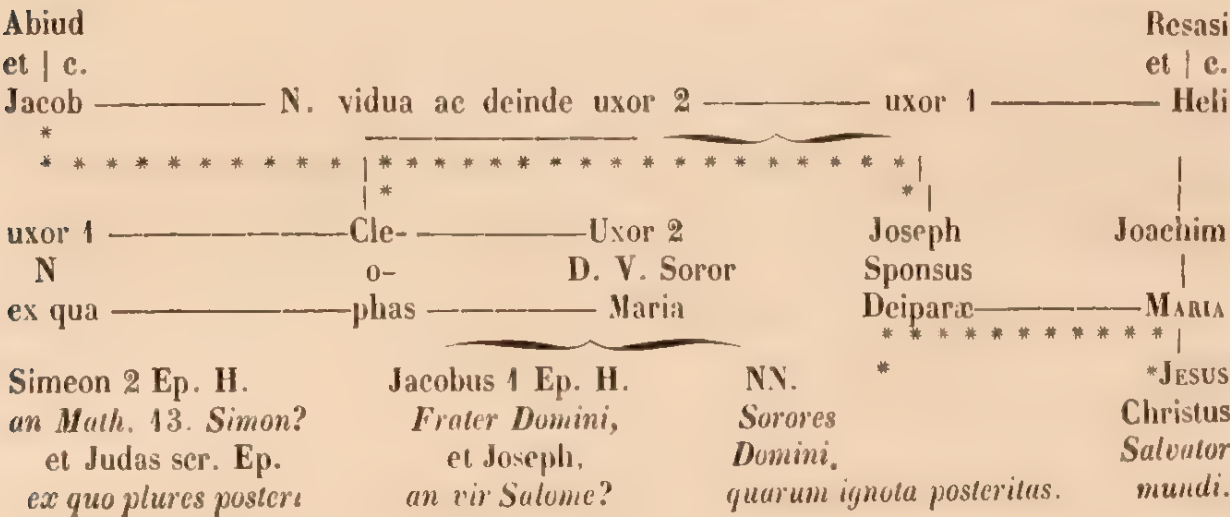 Abiud Resasi
et | c. et | c.
Jacob ——— N. vidua ac deinde uxor 2 ——— uxor 1 ——— Heli
*
* * * * * * * * * * * | * * * * * * * * * * * * * * * * * * * | |
| * * | |
uxor 1 ——— Cle- ——— Uxor 2 Joseph Joachim
N o- D. V. Soror Sponsus |
ex qua ——— phas ——— Maria Deiparæ ——— MARIA
* * * * * * * * * * * |
Simeon 2 Ep. H. Jacobus 1 Ep. H. NN. * *JESUS
an Math. 13. Simon? Frater Domini, Sorores Christus
et Judas scr. Ep. et Joseph, Domini, Salvator
ex quo plures posteri an vir Salome? quarum ignota posteritas. mundi.